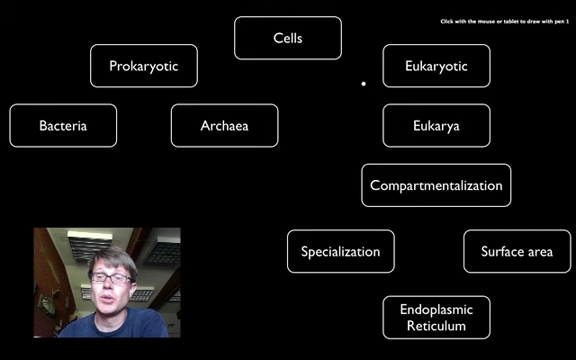 Click with the mouse or tablet to draw with pen 1
Cells
Prokaryotic
Eukaryotic
Bacteria
Archaea
Eukarya
Compartmentalization
Specialization
Surface area
Endoplasmic
Reticulum